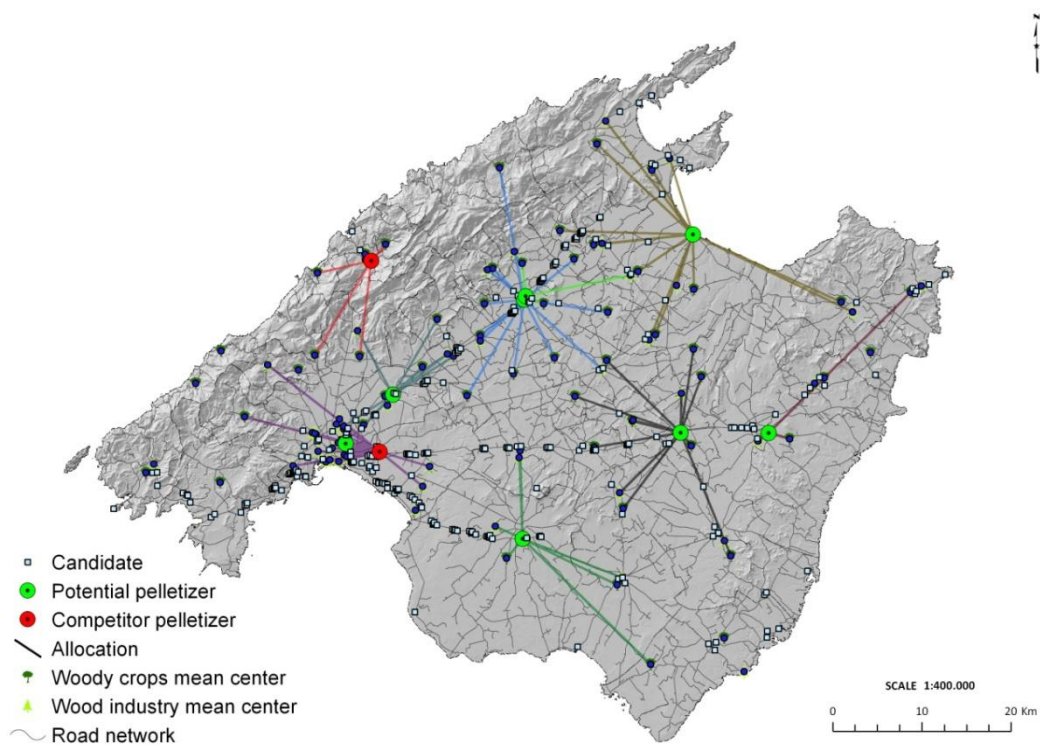 N
Candidate
Potential pelletizer
Competitor pelletizer
Allocation
Woody crops mean center
Wood industry mean center
Road network
SCALE 1:400.000
0 10 20 Km